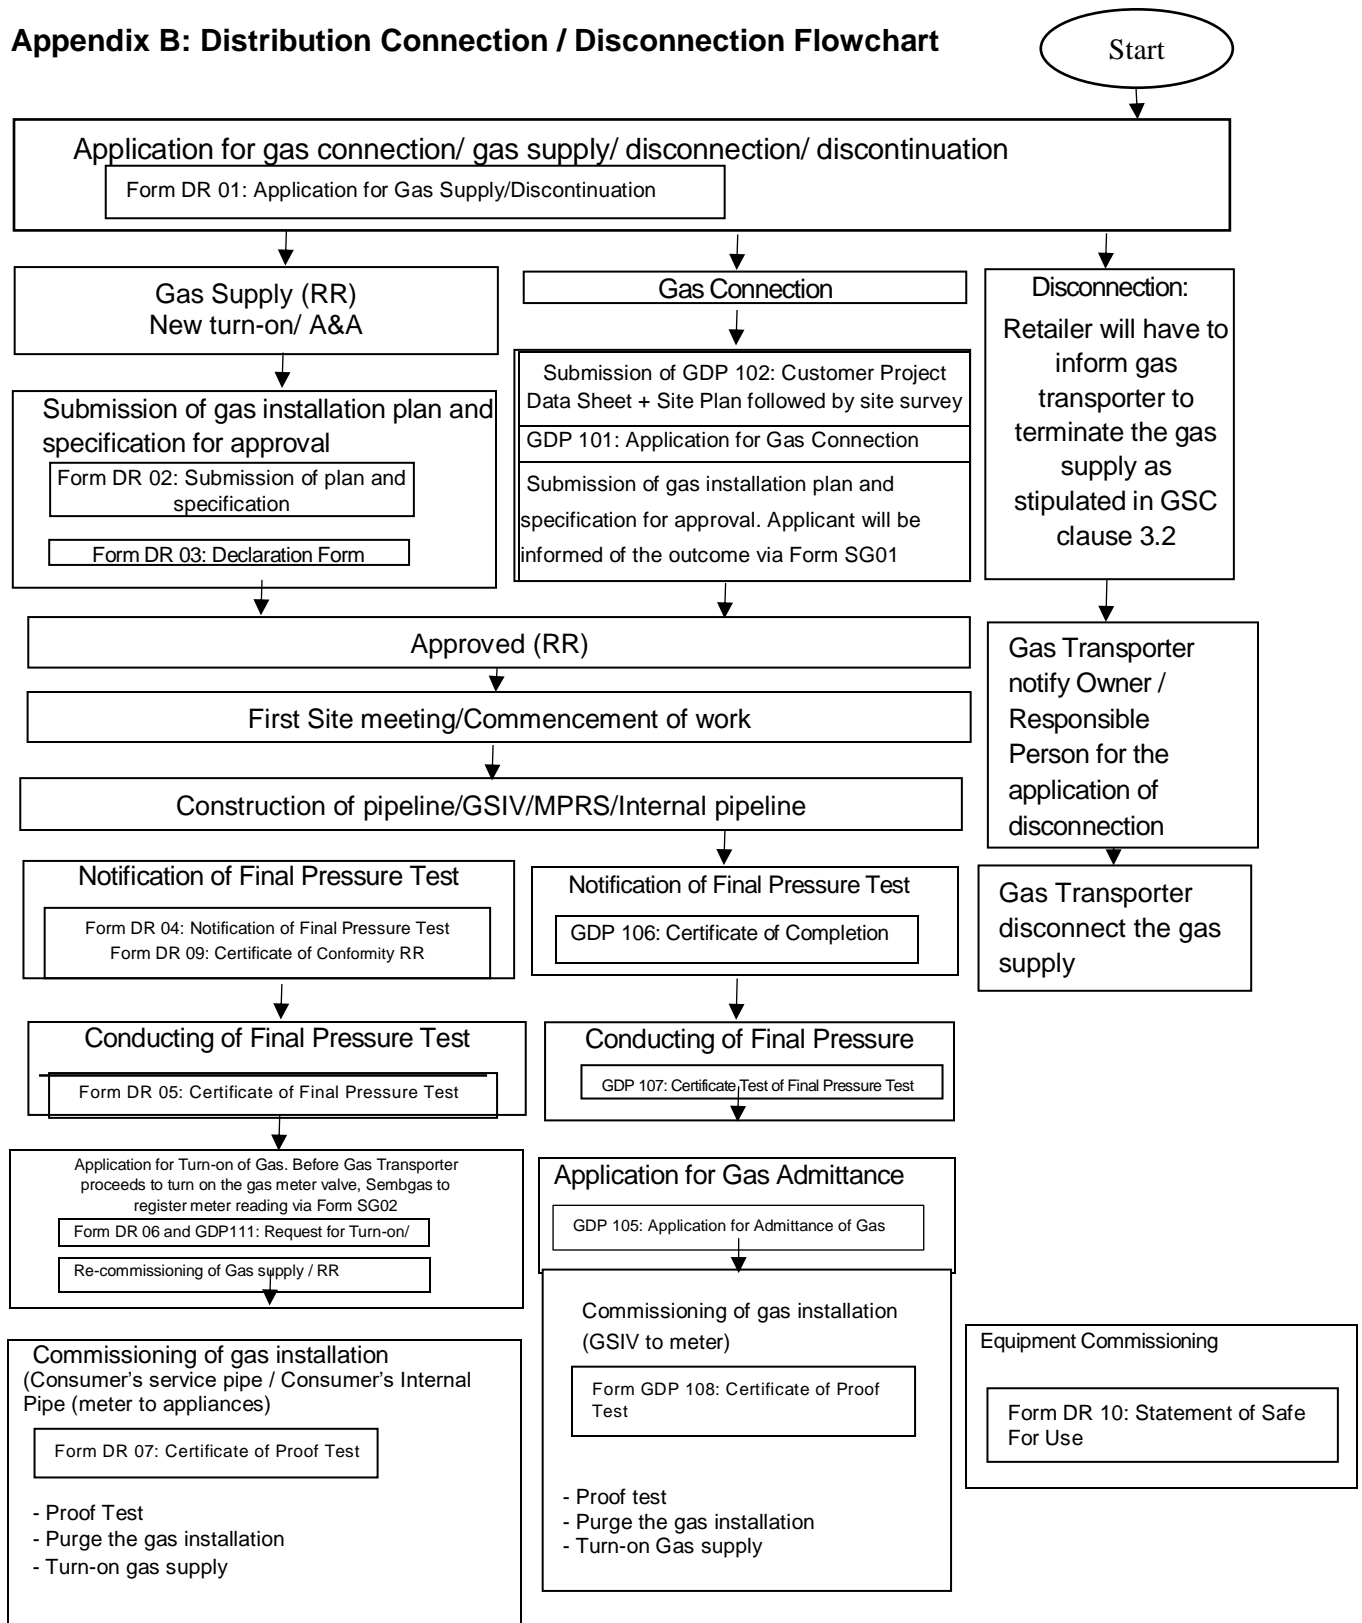 Appendix B: Distribution Connection / Disconnection Flowchart
Start
Application for gas connection/ gas supply/ disconnection/ discontinuation
Form DR 01: Application for Gas Supply/Discontinuation
Gas Supply (RR)
New turn-on/ A&A
Gas Connection
Disconnection:
Retailer will have to
inform gas
transporter to
terminate the gas
supply as
stipulated in GSC
clause 3.2
Submission of gas installation plan and
specification for approval
Form DR 02: Submission of plan and
specification
Form DR 03: Declaration Form
Submission of GDP 102: Customer Project
Data Sheet + Site Plan followed by site survey
GDP 101: Application for Gas Connection
Submission of gas installation plan and
specification for approval. Applicant will be
informed of the outcome via Form SG01
Approved (RR)
First Site meeting/Commencement of work
Construction of pipeline/GSIV/MPRS/Internal pipeline
Gas Transporter
notify Owner /
Responsible
Person for the
application of
disconnection
Gas Transporter
disconnect the gas
supply
Notification of Final Pressure Test
Form DR 04: Notification of Final Pressure Test
Form DR 09: Certificate of Conformity RR
Notification of Final Pressure Test
GDP 106: Certificate of Completion
Conducting of Final Pressure Test
Form DR 05: Certificate of Final Pressure Test
Conducting of Final Pressure
GDP 107: Certificate Test of Final Pressure Test
Application for Turn-on of Gas. Before Gas Transporter
proceeds to turn on the gas meter valve, Sembgas to
register meter reading via Form SG02
Form DR 06 and GDP111: Request for Turn-on/
Re-commissioning of Gas supply / RR
Application for Gas Admittance
GDP 105: Application for Admittance of Gas
Commissioning of gas installation
(Consumer's service pipe / Consumer's Internal
Pipe (meter to appliances)
Form DR 07: Certificate of Proof Test
- Proof Test
- Purge the gas installation
- Turn-on gas supply
Commissioning of gas installation
(GSIV to meter)
Form GDP 108: Certificate of Proof
Test
- Proof test
- Purge the gas installation
- Turn-on Gas supply
Equipment Commissioning
Form DR 10: Statement of Safe
For Use